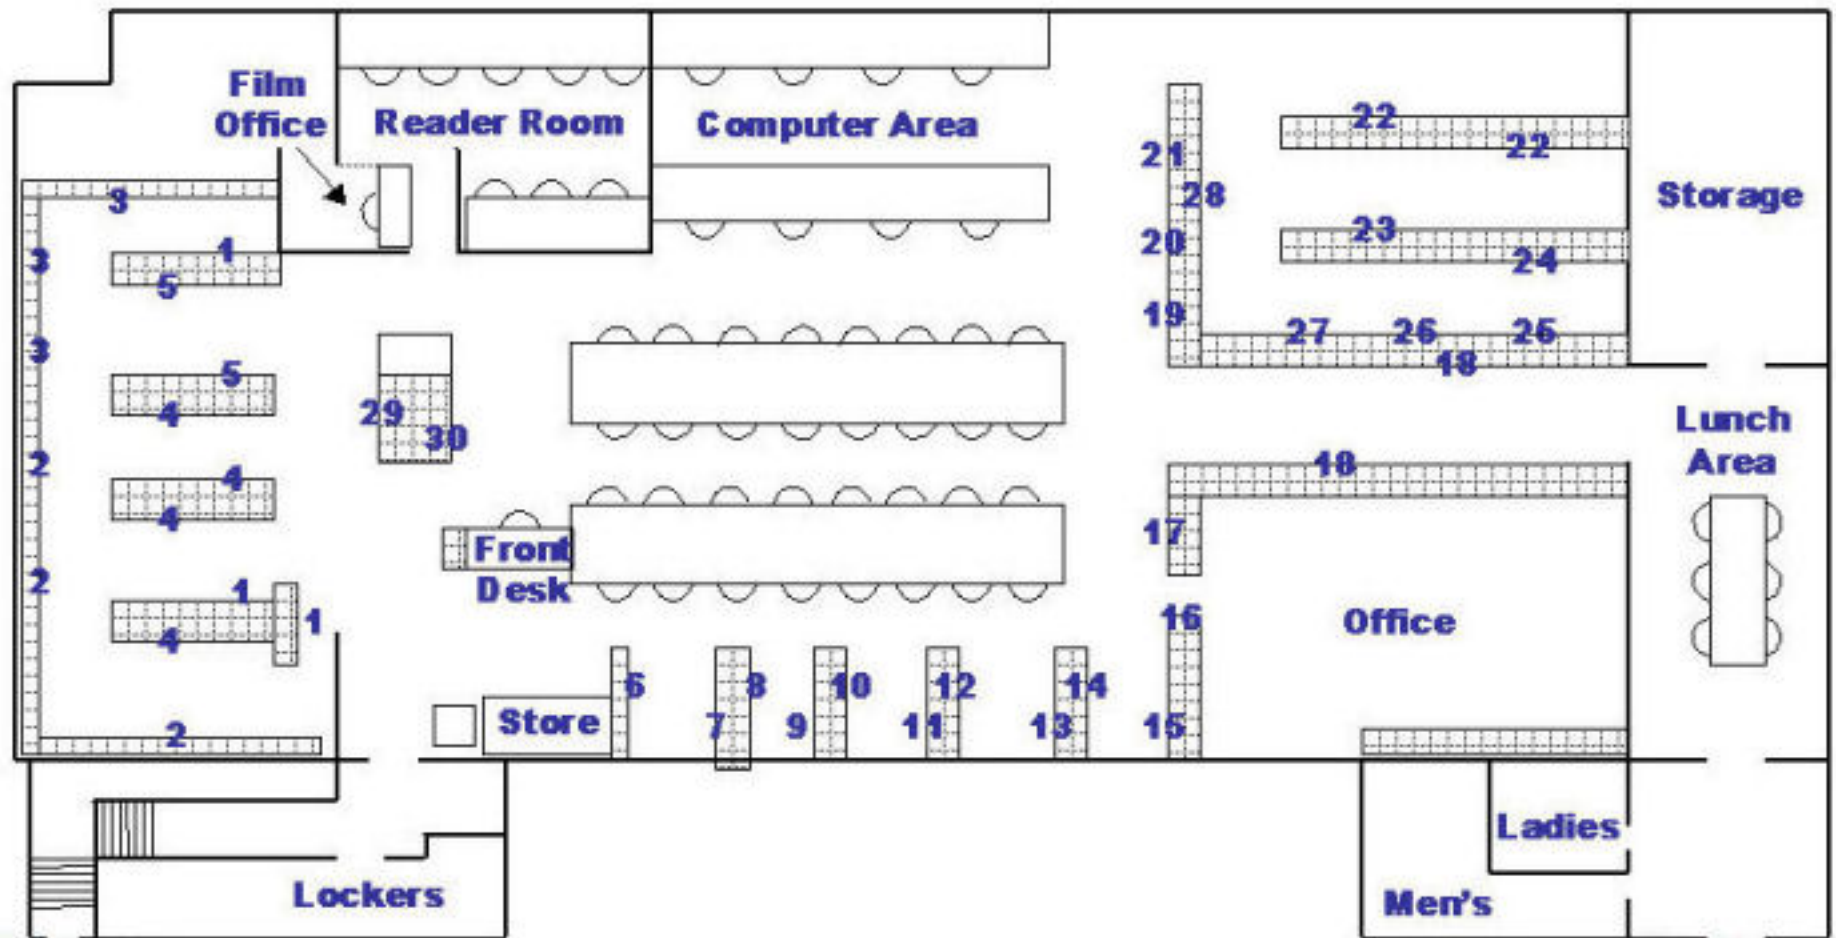 Film
Office
Reader Room
Computer Area
22
22
21
28
Storage
3
3
1
5
20
23
24
19
27 26 25
18
3
5
4
29
30
Lunch
Area
2
4
4
18
17
Front
Desk
2
1
1
4
16
Office
6
8
10
12
14
7
9
11
13
15
Store
2
Ladies
Lockers
Men's